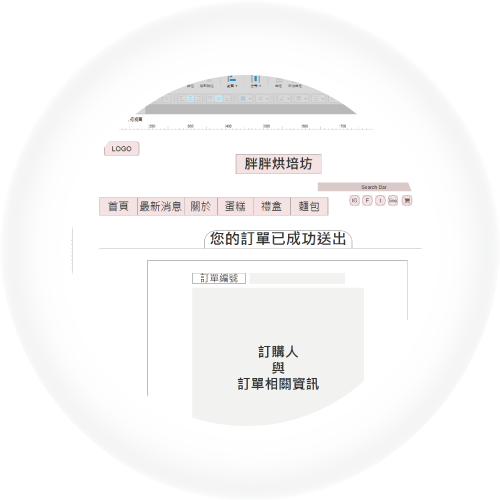 LOGO
胖胖烘培坊
Search Bar
IG
F
首頁
最新消息
關於
蛋糕
禮盒
麵包
您的訂單已成功送出
訂單編號
訂購人
與
訂單相關資訊